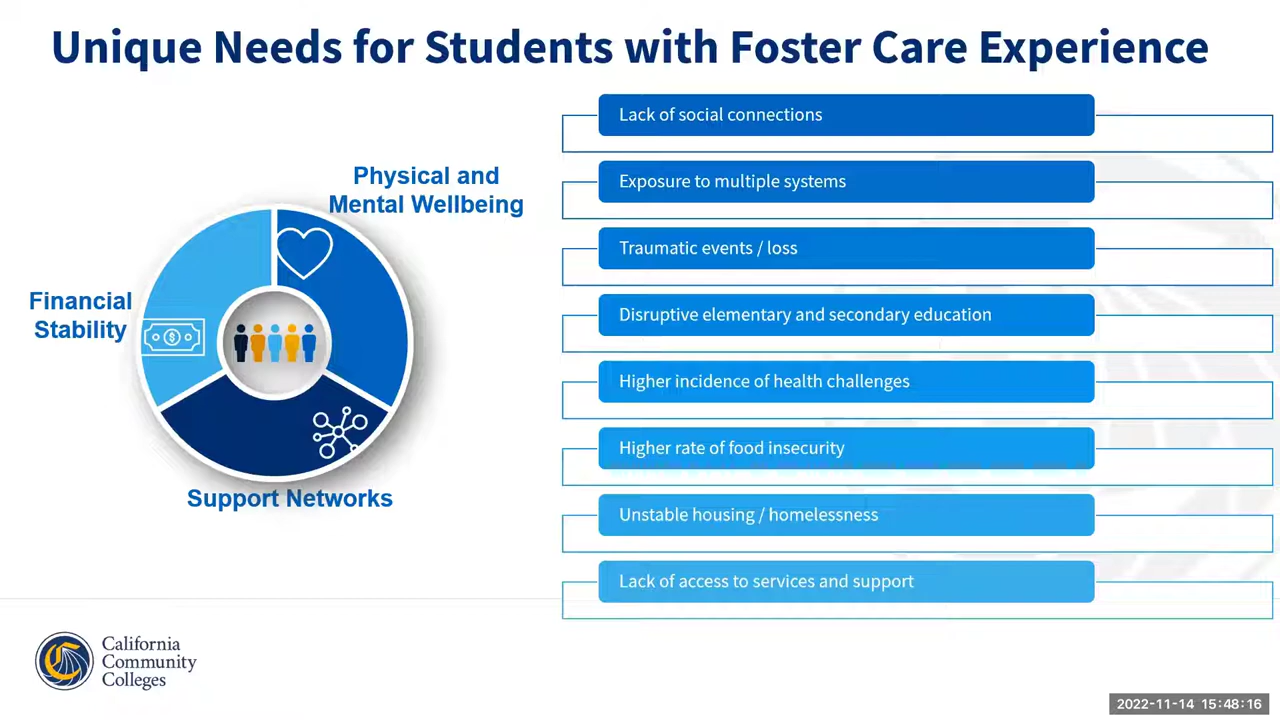 Unique Needs for Students with Foster Care Experience
Physical and
Mental Wellbeing
Financial
Stability
Support Networks
Lack of social connections
Exposure to multiple systems
Traumatic events / loss
Disruptive elementary and secondary education
Higher incidence of health challenges
Higher rate of food insecurity
Unstable housing / homelessness
Lack of access to services and support
California
Community
Colleges
2022-11-14 15:48:16